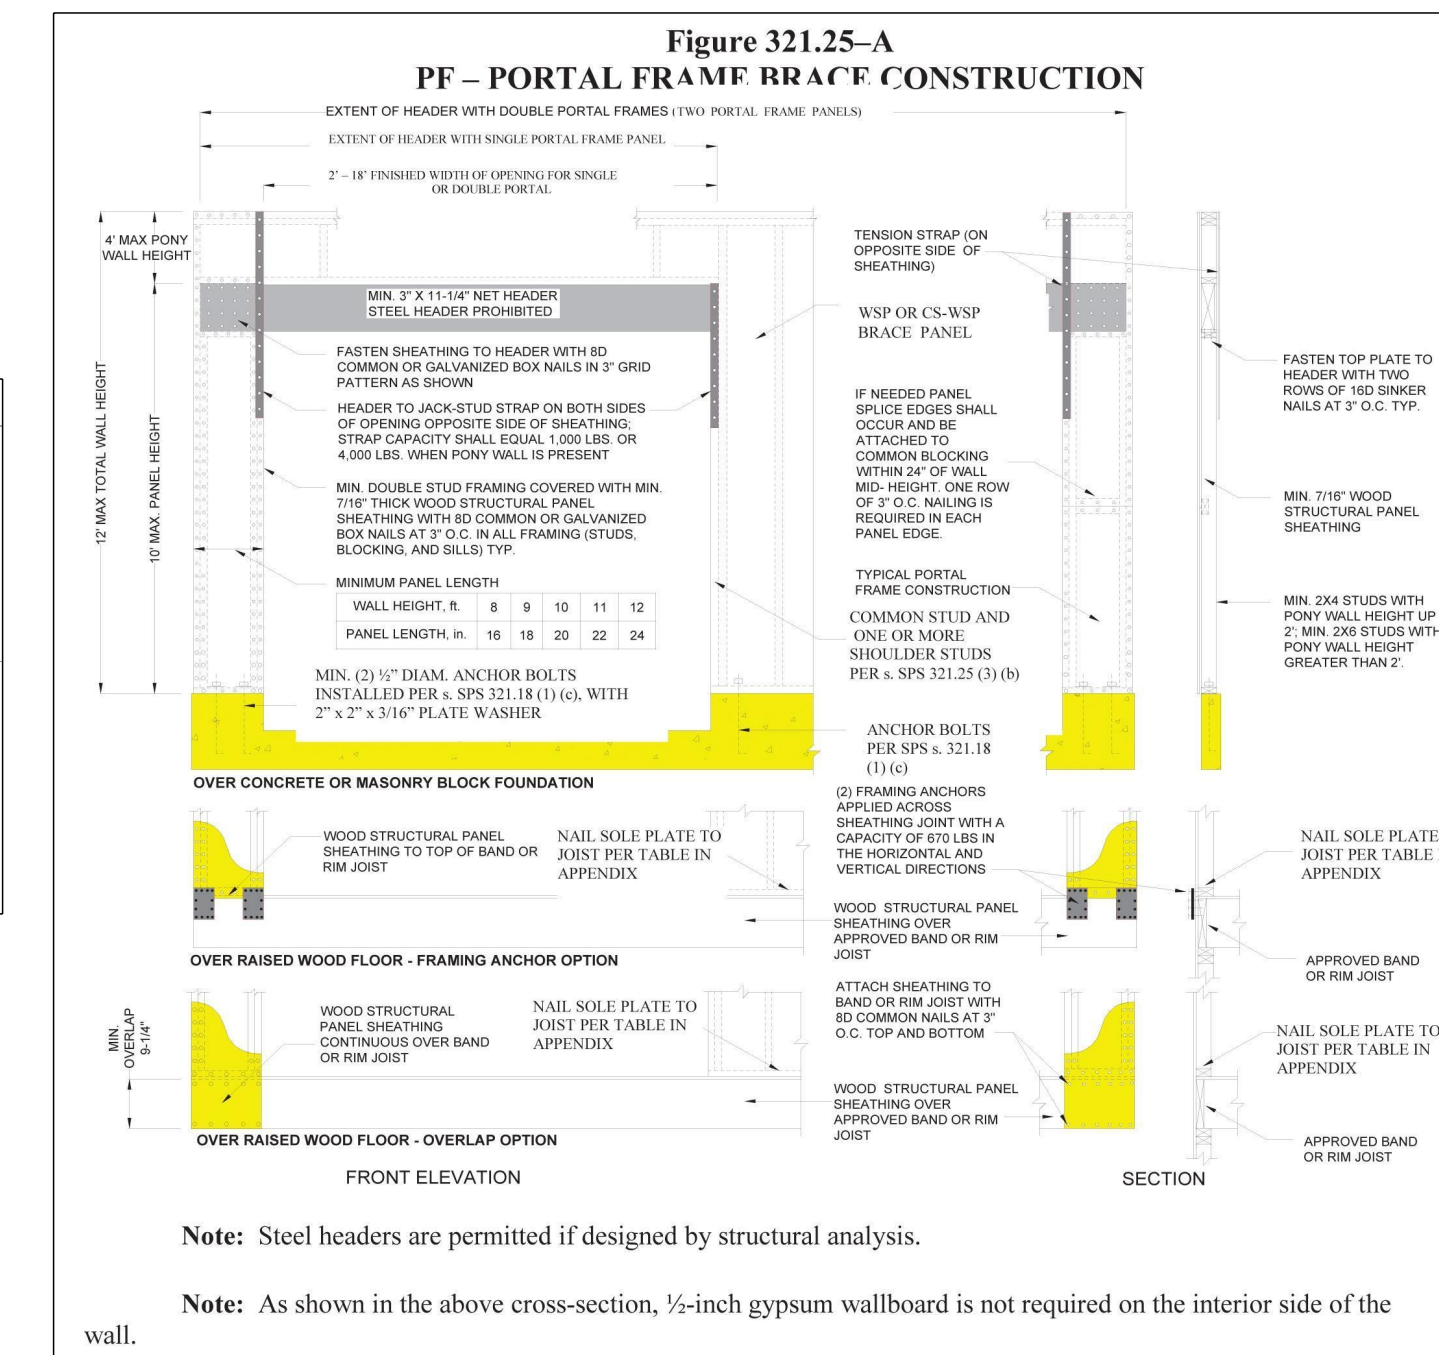 Figure 321.25–A
PF – PORTAL FRAME BRACE CONSTRUCTION
EXTENT OF HEADER WITH DOUBLE PORTAL FRAMES (TWO PORTAL FRAME PANELS)
EXTENT OF HEADER WITH SINGLE PORTAL FRAME PANEL
2’ – 18’ FINISHED WIDTH OF OPENING FOR SINGLE
OR DOUBLE PORTAL
4' MAX PONY
WALL HEIGHT
12' MAX TOTAL WALL HEIGHT
10' MAX. PANEL HEIGHT
MIN. 3" X 11-1/4" NET HEADER
STEEL HEADER PROHIBITED
FASTEN SHEATHING TO HEADER WITH 8D
COMMON OR GALVANIZED BOX NAILS IN 3" GRID
PATTERN AS SHOWN
HEADER TO JACK-STUD STRAP ON BOTH SIDES
OF OPENING OPPOSITE SIDE OF SHEATHING;
STRAP CAPACITY SHALL EQUAL 1,000 LBS. OR
4,000 LBS. WHEN PONY WALL IS PRESENT
MIN. DOUBLE STUD FRAMING COVERED WITH MIN.
7/16" THICK WOOD STRUCTURAL PANEL
SHEATHING WITH 8D COMMON OR GALVANIZED
BOX NAILS AT 3" O.C. IN ALL FRAMING (STUDS,
BLOCKING, AND SILLS) TYP.
MINIMUM PANEL LENGTH
WALL HEIGHT, ft. 8 9 10 11 12
PANEL LENGTH, in. 16 18 20 22 24
MIN. (2) ½” DIAM. ANCHOR BOLTS
INSTALLED PER s. SPS 321.18 (1) (c), WITH
2” x 2” x 3/16” PLATE WASHER
OVER CONCRETE OR MASONRY BLOCK FOUNDATION
TENSION STRAP (ON
OPPOSITE SIDE OF
SHEATHING)
WSP OR CS-WSP
BRACE PANEL
IF NEEDED PANEL
SPLICE EDGES SHALL
OCCUR AND BE
ATTACHED TO
COMMON BLOCKING
WITHIN 24" OF WALL
MID- HEIGHT. ONE ROW
OF 3" O.C. NAILING IS
REQUIRED IN EACH
PANEL EDGE.
TYPICAL PORTAL
FRAME CONSTRUCTION
COMMON STUD AND
ONE OR MORE
SHOULDER STUDS
PER s. SPS 321.25 (3) (b)
ANCHOR BOLTS
PER SPS s. 321.18
(1) (c)
FASTEN TOP PLATE TO
HEADER WITH TWO
ROWS OF 16D SINKER
NAILS AT 3" O.C. TYP.
MIN. 7/16" WOOD
STRUCTURAL PANEL
SHEATHING
MIN. 2X4 STUDS WITH
PONY WALL HEIGHT UP
2'; MIN. 2X6 STUDS WITH
PONY WALL HEIGHT
GREATER THAN 2'.
WOOD STRUCTURAL PANEL
SHEATHING TO TOP OF BAND OR
RIM JOIST
NAIL SOLE PLATE TO
JOIST PER TABLE IN
APPENDIX
(2) FRAMING ANCHORS
APPLIED ACROSS
SHEATHING JOINT WITH A
CAPACITY OF 670 LBS IN
THE HORIZONTAL AND
VERTICAL DIRECTIONS
WOOD STRUCTURAL PANEL
SHEATHING OVER
APPROVED BAND OR RIM
JOIST
NAIL SOLE PLATE
JOIST PER TABLE
APPENDIX
APPROVED BAND
OR RIM JOIST
OVER RAISED WOOD FLOOR - FRAMING ANCHOR OPTION
MIN.
OVERLAP
9-1/4"
WOOD STRUCTURAL
PANEL SHEATHING
CONTINUOUS OVER BAND
OR RIM JOIST
NAIL SOLE PLATE TO
JOIST PER TABLE IN
APPENDIX
ATTACH SHEATHING TO
BAND OR RIM JOIST WITH
8D COMMON NAILS AT 3"
O.C. TOP AND BOTTOM
WOOD STRUCTURAL PANEL
SHEATHING OVER
APPROVED BAND OR RIM
JOIST
NAIL SOLE PLATE TO
JOIST PER TABLE IN
APPENDIX
APPROVED BAND
OR RIM JOIST
OVER RAISED WOOD FLOOR - OVERLAP OPTION
FRONT ELEVATION
SECTION
Note: Steel headers are permitted if designed by structural analysis.
Note: As shown in the above cross-section, ½-inch gypsum wallboard is not required on the interior side of the
wall.